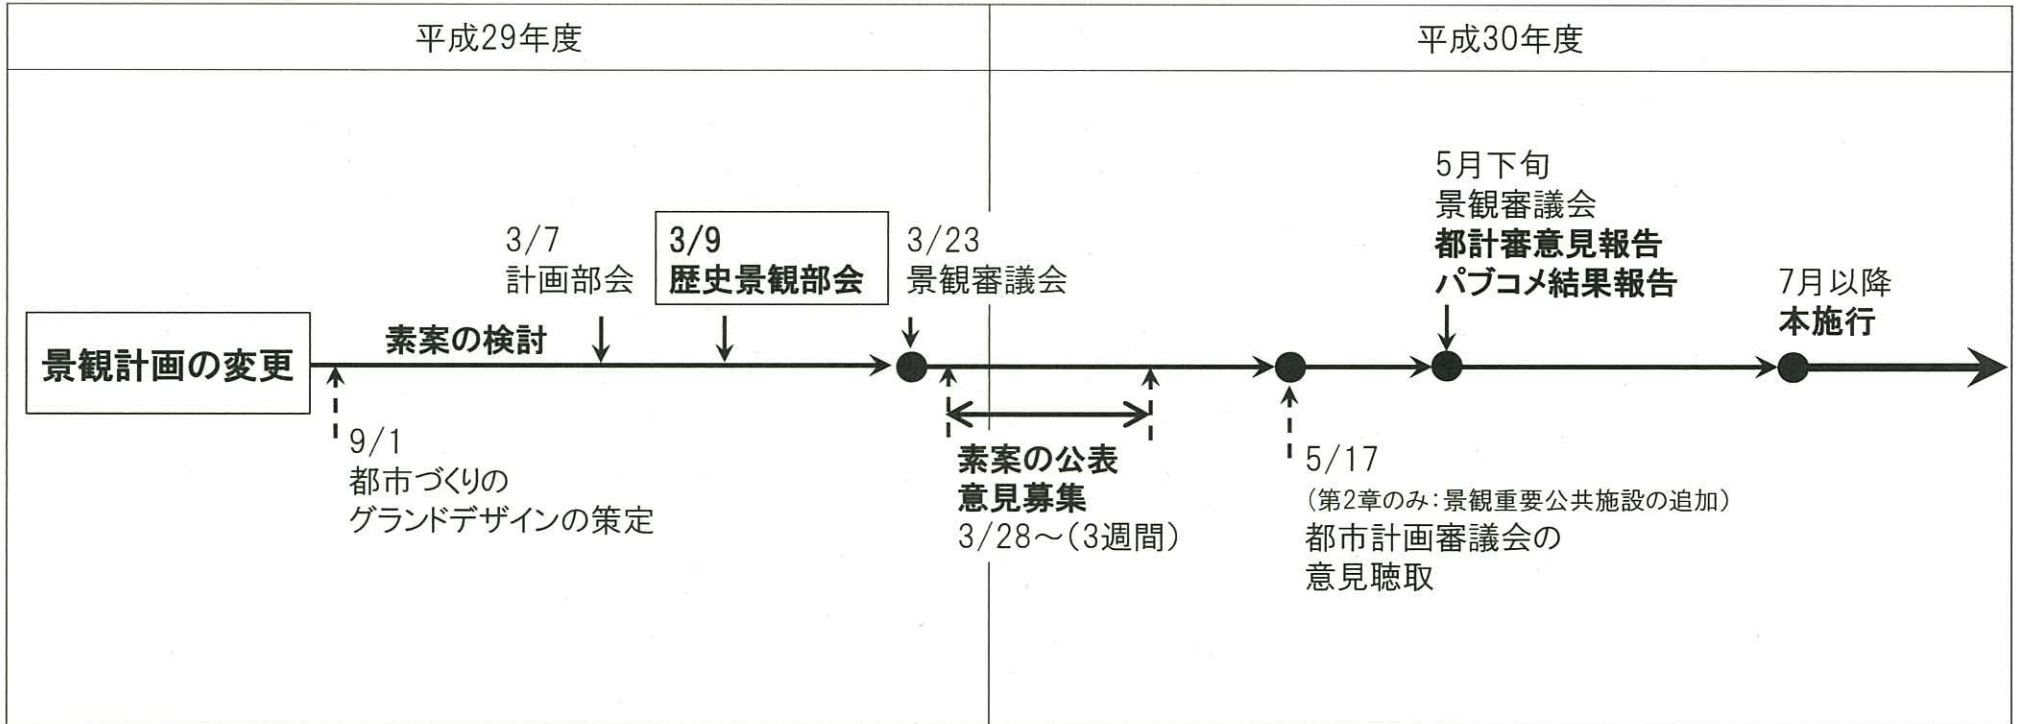 平成29年度
平成30年度
景観計画の変更
素案の検討
9/1
都市づくりの
グランドデザインの策定
3/7
計画部会
3/9
歴史景観部会
3/23
景観審議会
素案の公表
意見募集
3/28～(3週間)
5/17
(第2章のみ:景観重要公共施設の追加)
都市計画審議会の
意見聴取
5月下旬
景観審議会
都計審意見報告
パブコメ結果報告
7月以降
本施行